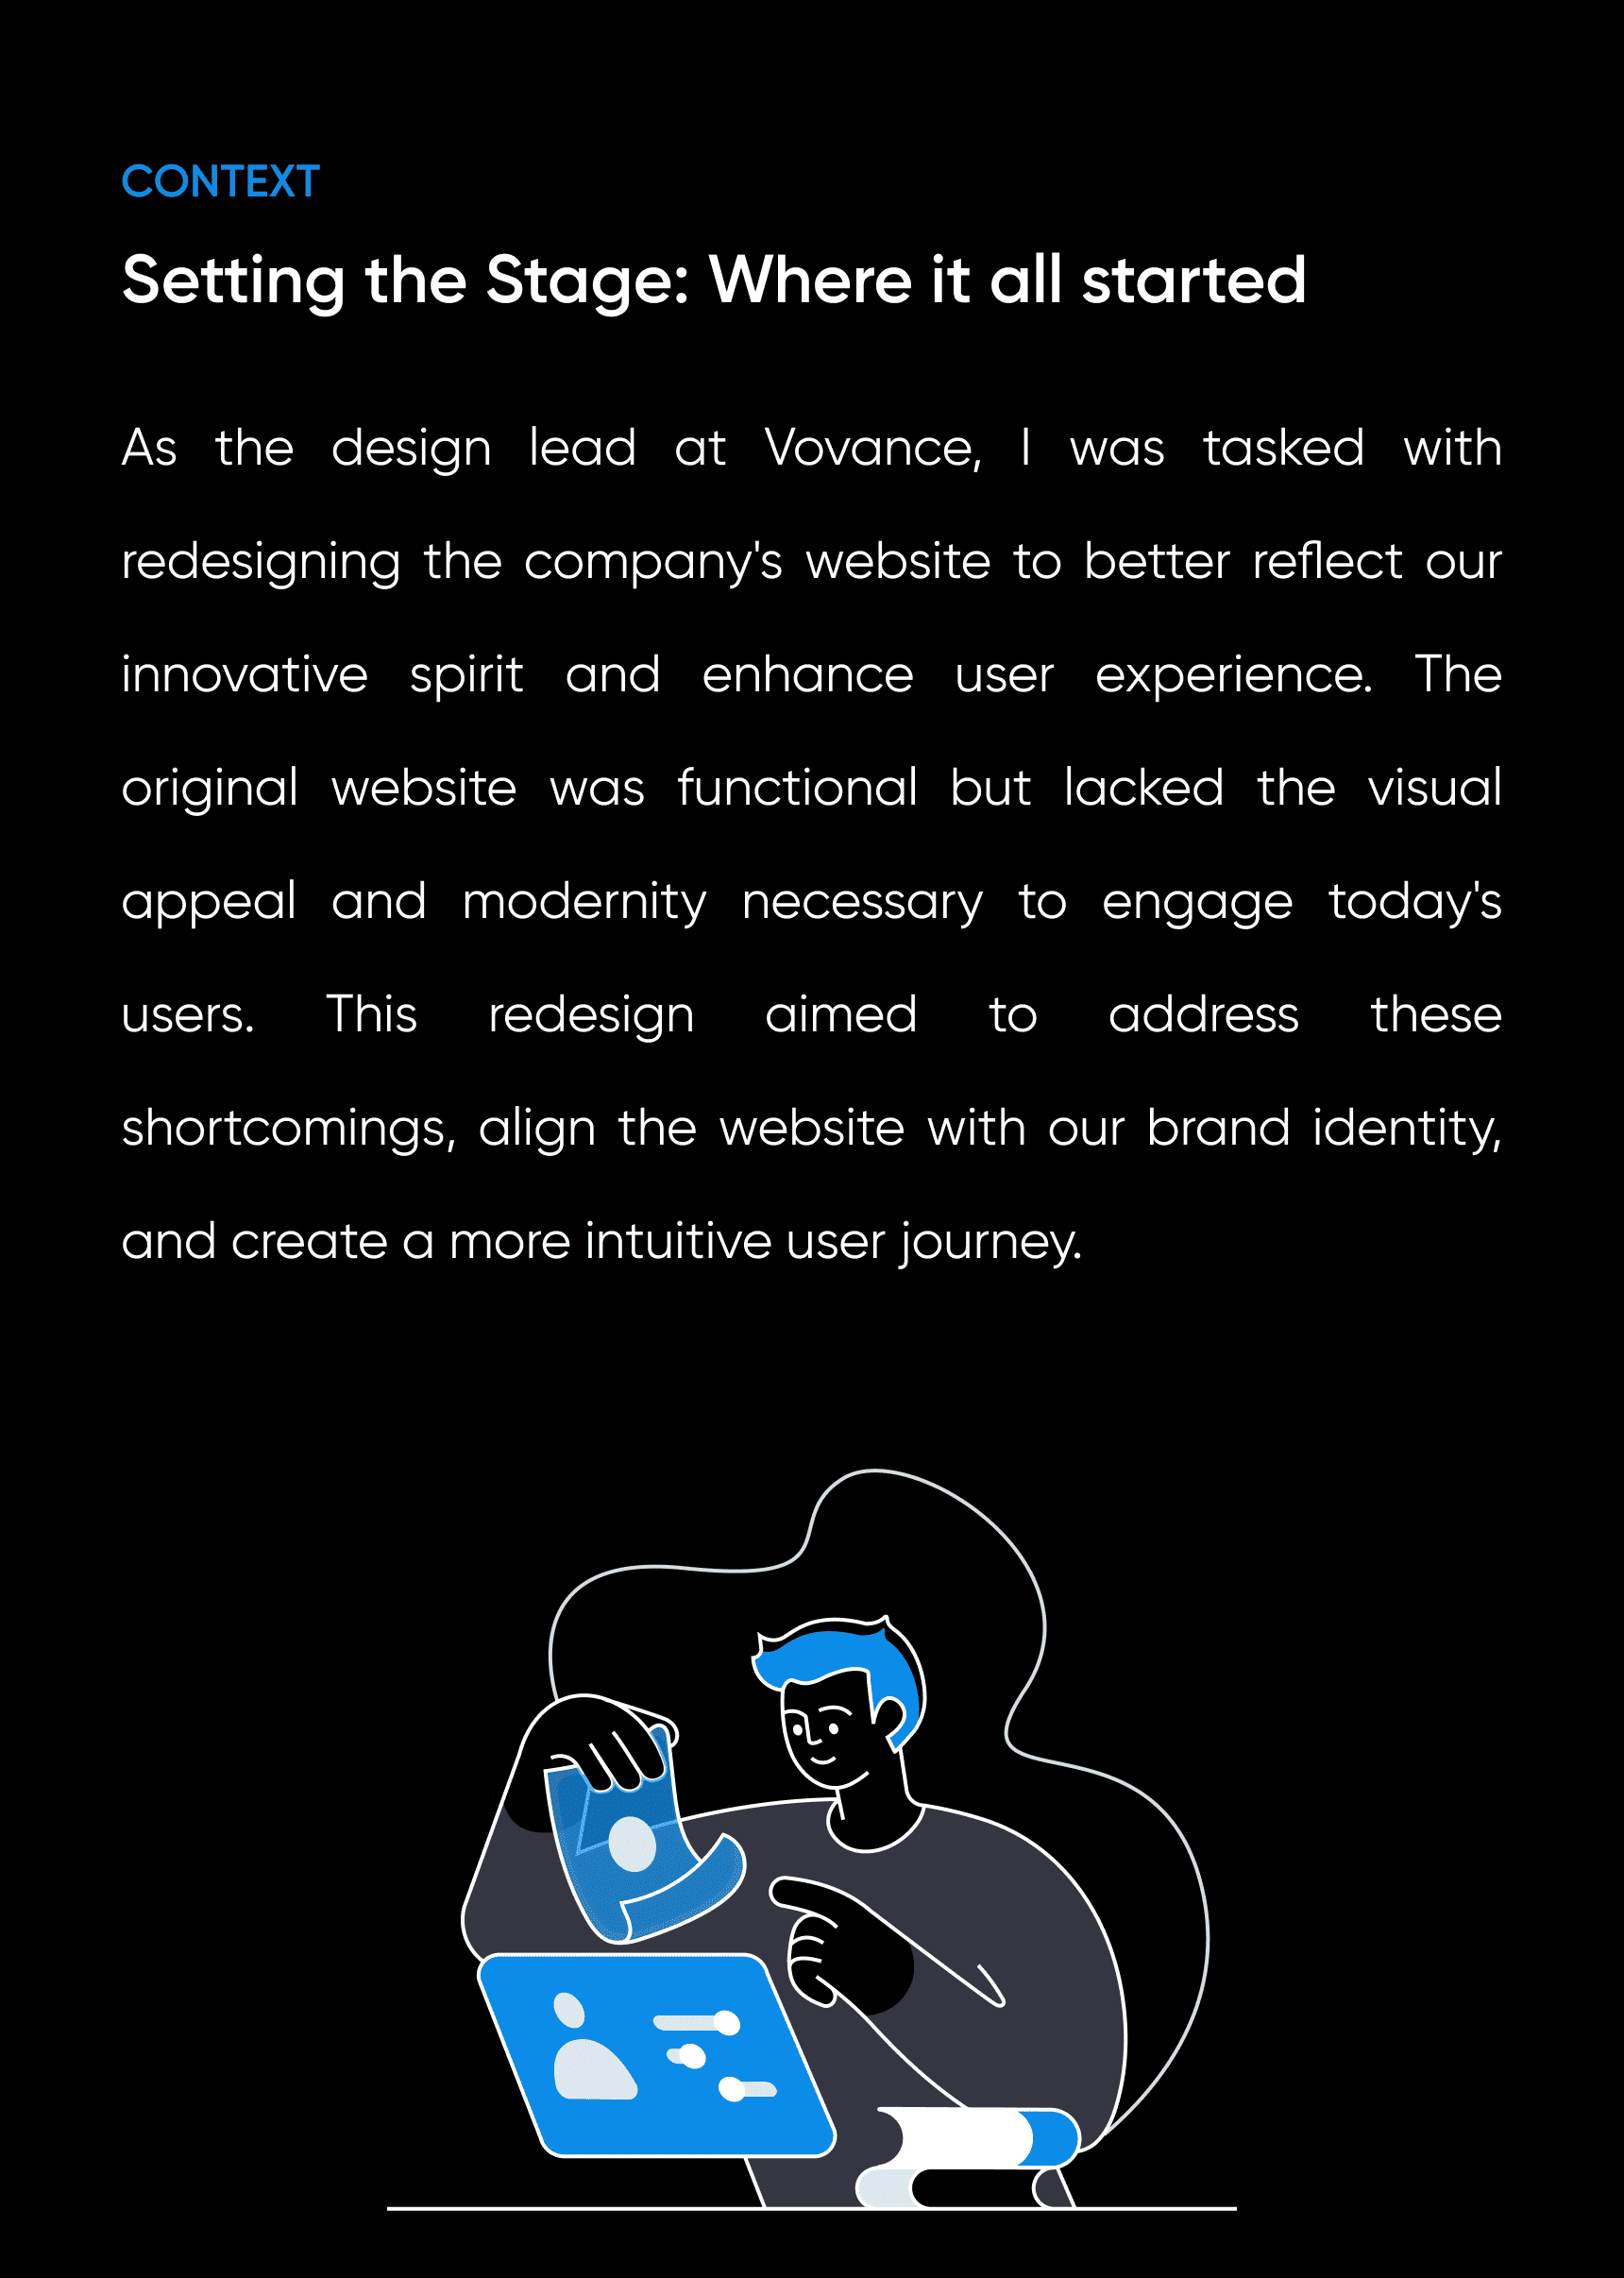 CONTEXT
Setting the Stage: Where it all started
As the design lead at Vovance, I was tasked with
redesigning the company's website to better reflect our
innovative spirit and enhance user experience. The
original website was functional but lacked the visual
appeal and modernity necessary to engage today's
users. This redesign aimed to address these
shortcomings, align the website with our brand identity,
and create a more intuitive user journey.